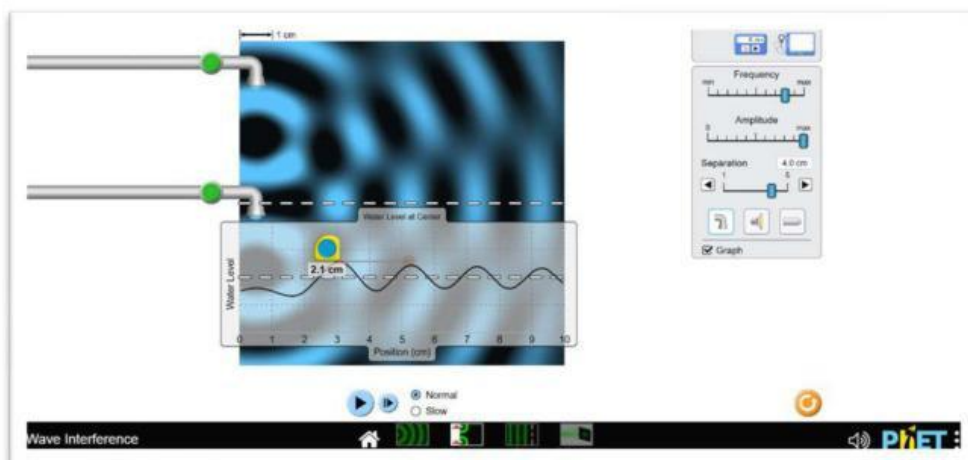 1 cm
Frequency
min
max
Amplitude
0
max
Separation
4.0 cm
1
5
Graph
Water Level at Center
2.1 cm
Water Level
0 1 2 3 4 5 6 7 8 9 10
Position (cm)
Normal
Slow
Wave Interference
PhET